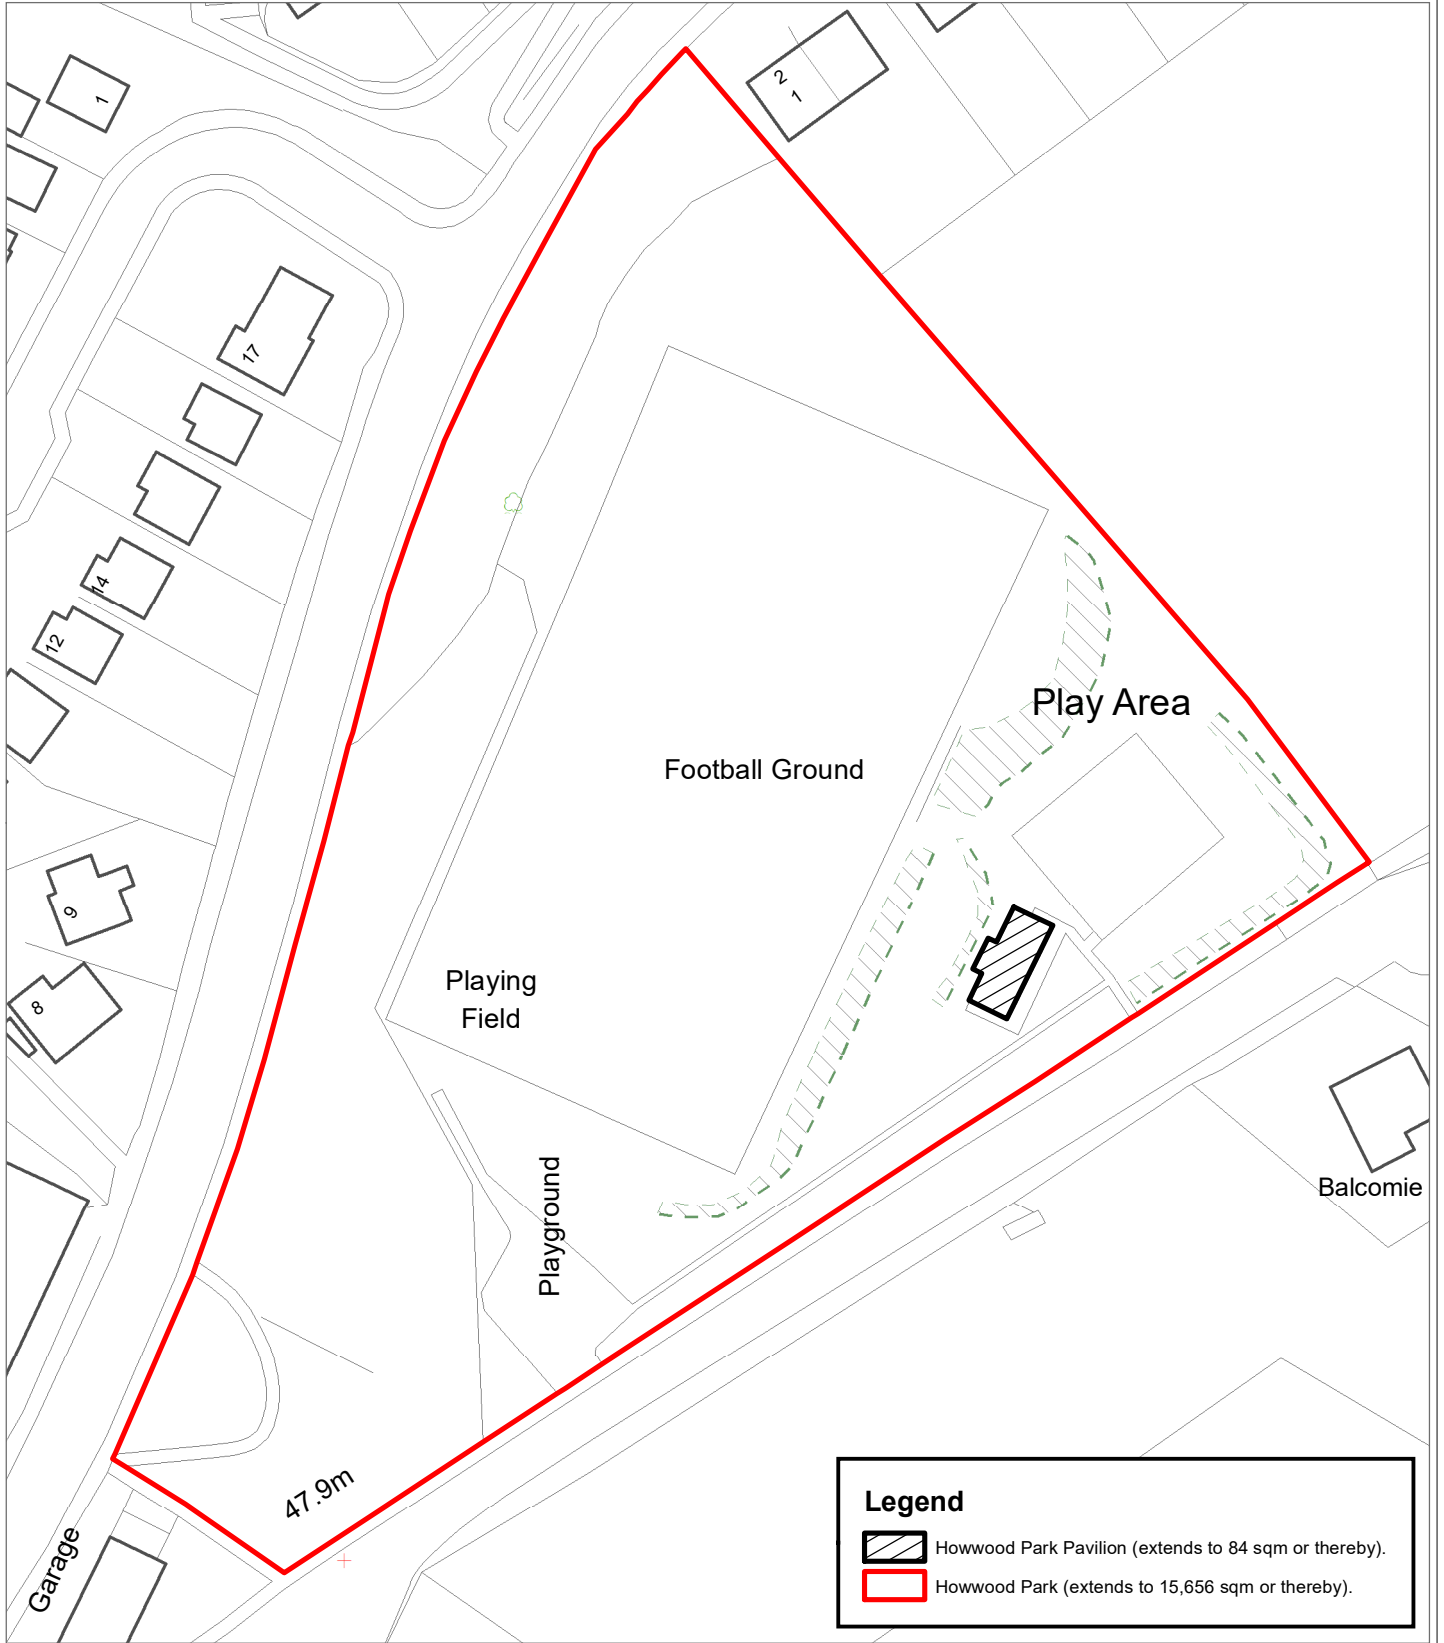 1
2
1
17
14
12
Play Area
Football Ground
9
Playing
Field
8
Playground
Balcomie
47.9m
Garage
Legend
Howwood Park Pavilion (extends to 84 sqm or thereby).
Howwood Park (extends to 15,656 sqm or thereby).